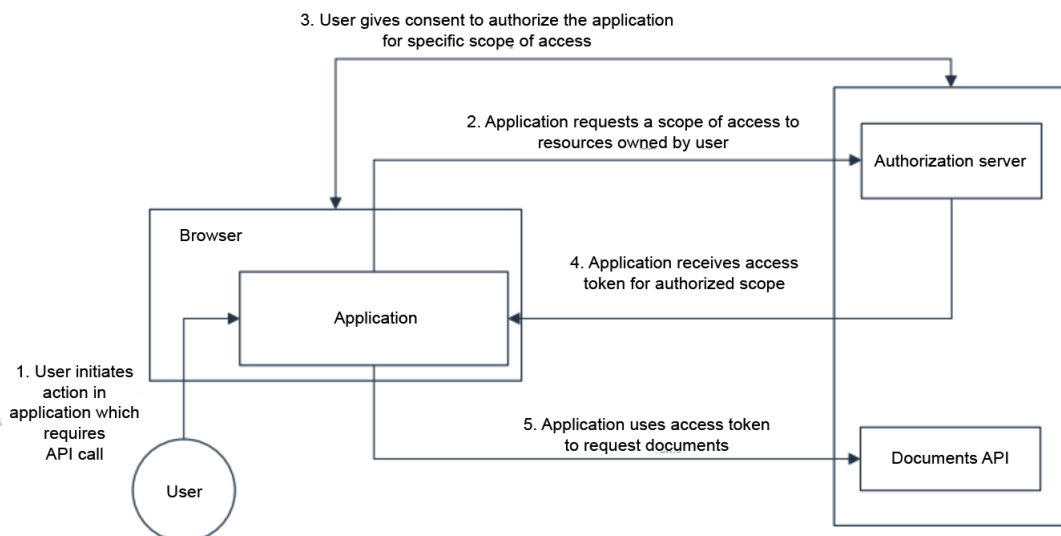 3. User gives consent to authorize the application
for specific scope of access
2. Application requests a scope of access to
resources owned by user
Authorization server
Browser
4. Application receives access
token for authorized scope
Application
1. User initiates
action in
application which
requires
API call
5. Application uses access token
to request documents
Documents API
User